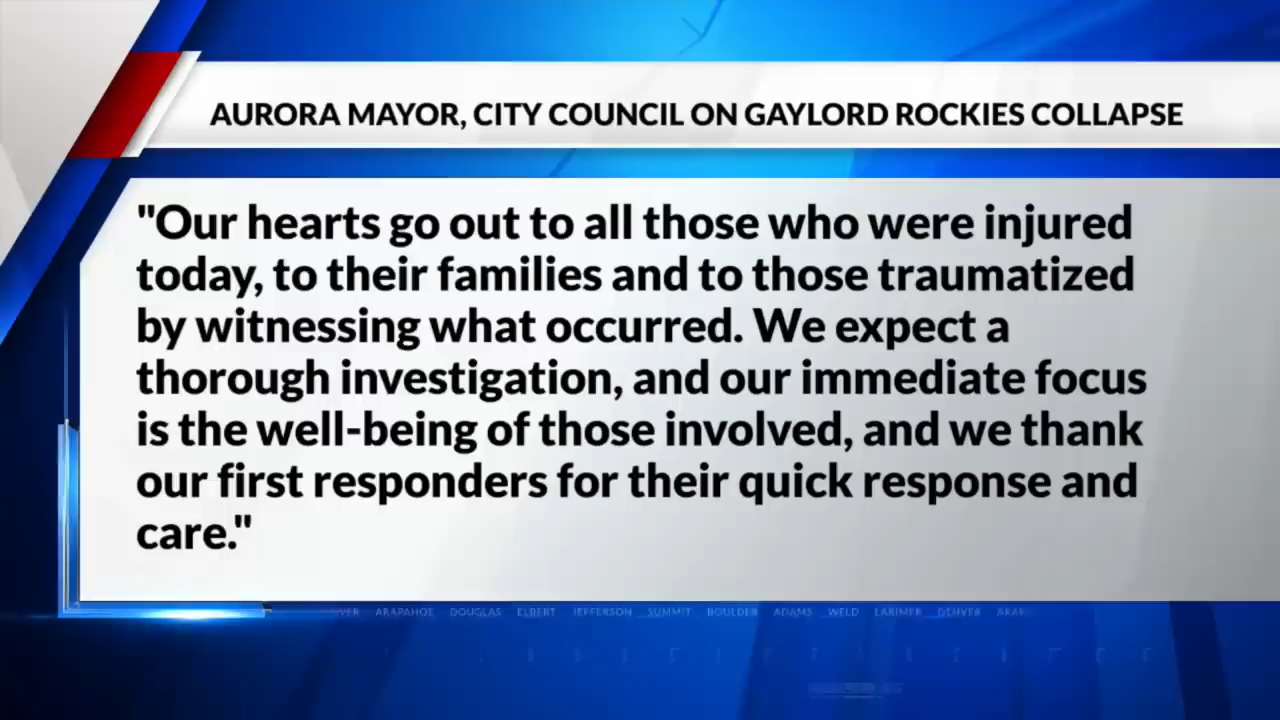 AURORA MAYOR, CITY COUNCIL ON GAYLORD ROCKIES COLLAPSE
"Our hearts go out to all those who were injured
today, to their families and to those traumatized
by witnessing what occurred. We expect a
thorough investigation, and our immediate focus
is the well-being of those involved, and we thank
our first responders for their quick response and
care."
ARAPAHOE DOUGLAS ELBERT JEFFERSON SUMMIT BOULDER ADAMS WELD LARIMER DENVER